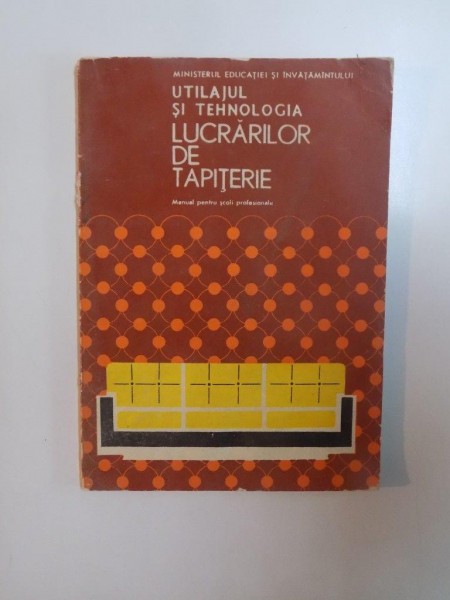 MINISTERUL EDUCAȚIEI ȘI ÎNVĂȚĂMÎNTULUI
UTILAJUL
ȘI TEHNOLOGIA
LUCRĂRILOR
DE
TAPIȚERIE
Manual pentru școli profesionale